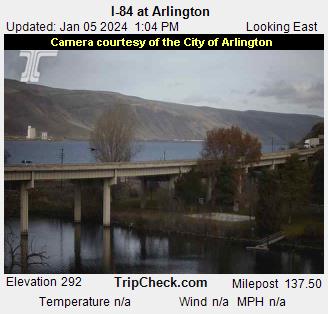 I-84 at Arlington
Updated: Jan 05 2024 1:04 PM Looking East
Camera courtesy of the City of Arlington
Elevation 292 TripCheck.com Milepost 137.50
Temperature n/a Wind n/a MPH n/a